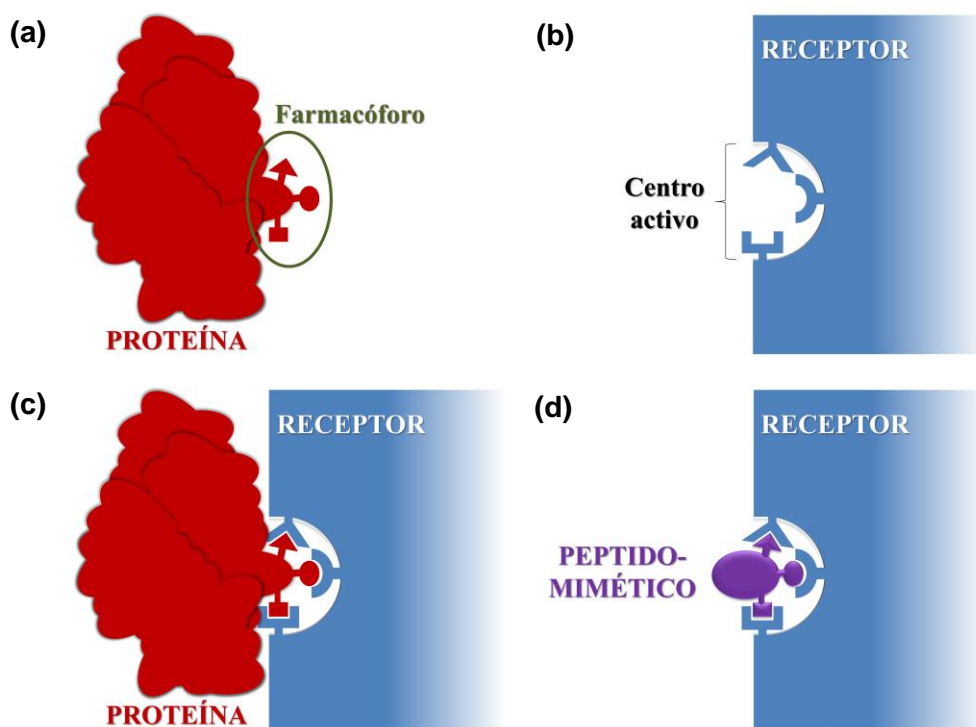 (a)
Farmacóforo
PROTEÍNA
(b)
RECEPTOR
Centro
activo
(c)
RECEPTOR
PROTEÍNA
(d)
RECEPTOR
PEPTIDO-
MIMÉTICO